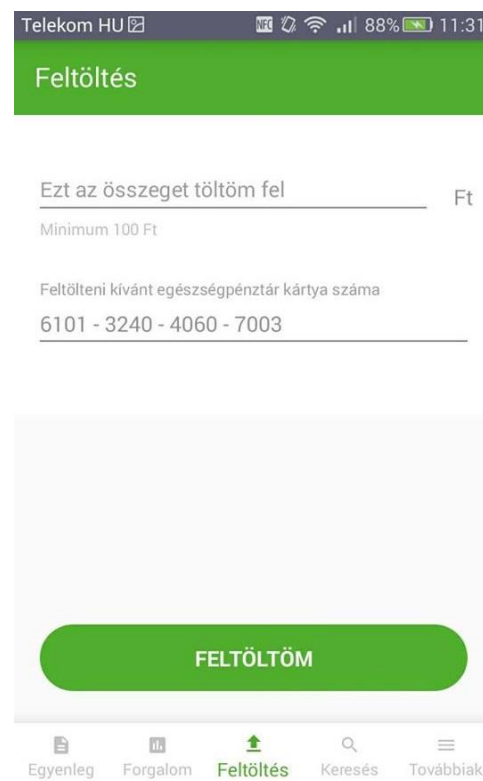 Telekom HU 88% 11:31
Feltöltés
Ezt az összeget töltöm fel Ft
Minimum 100 Ft
Feltölteni kívánt egészségpénztár kártya száma
6101 - 3240 - 4060 - 7003
FELTÖLTÖM
Egyenleg Forgalom Feltöltés Keresés Továbbiak